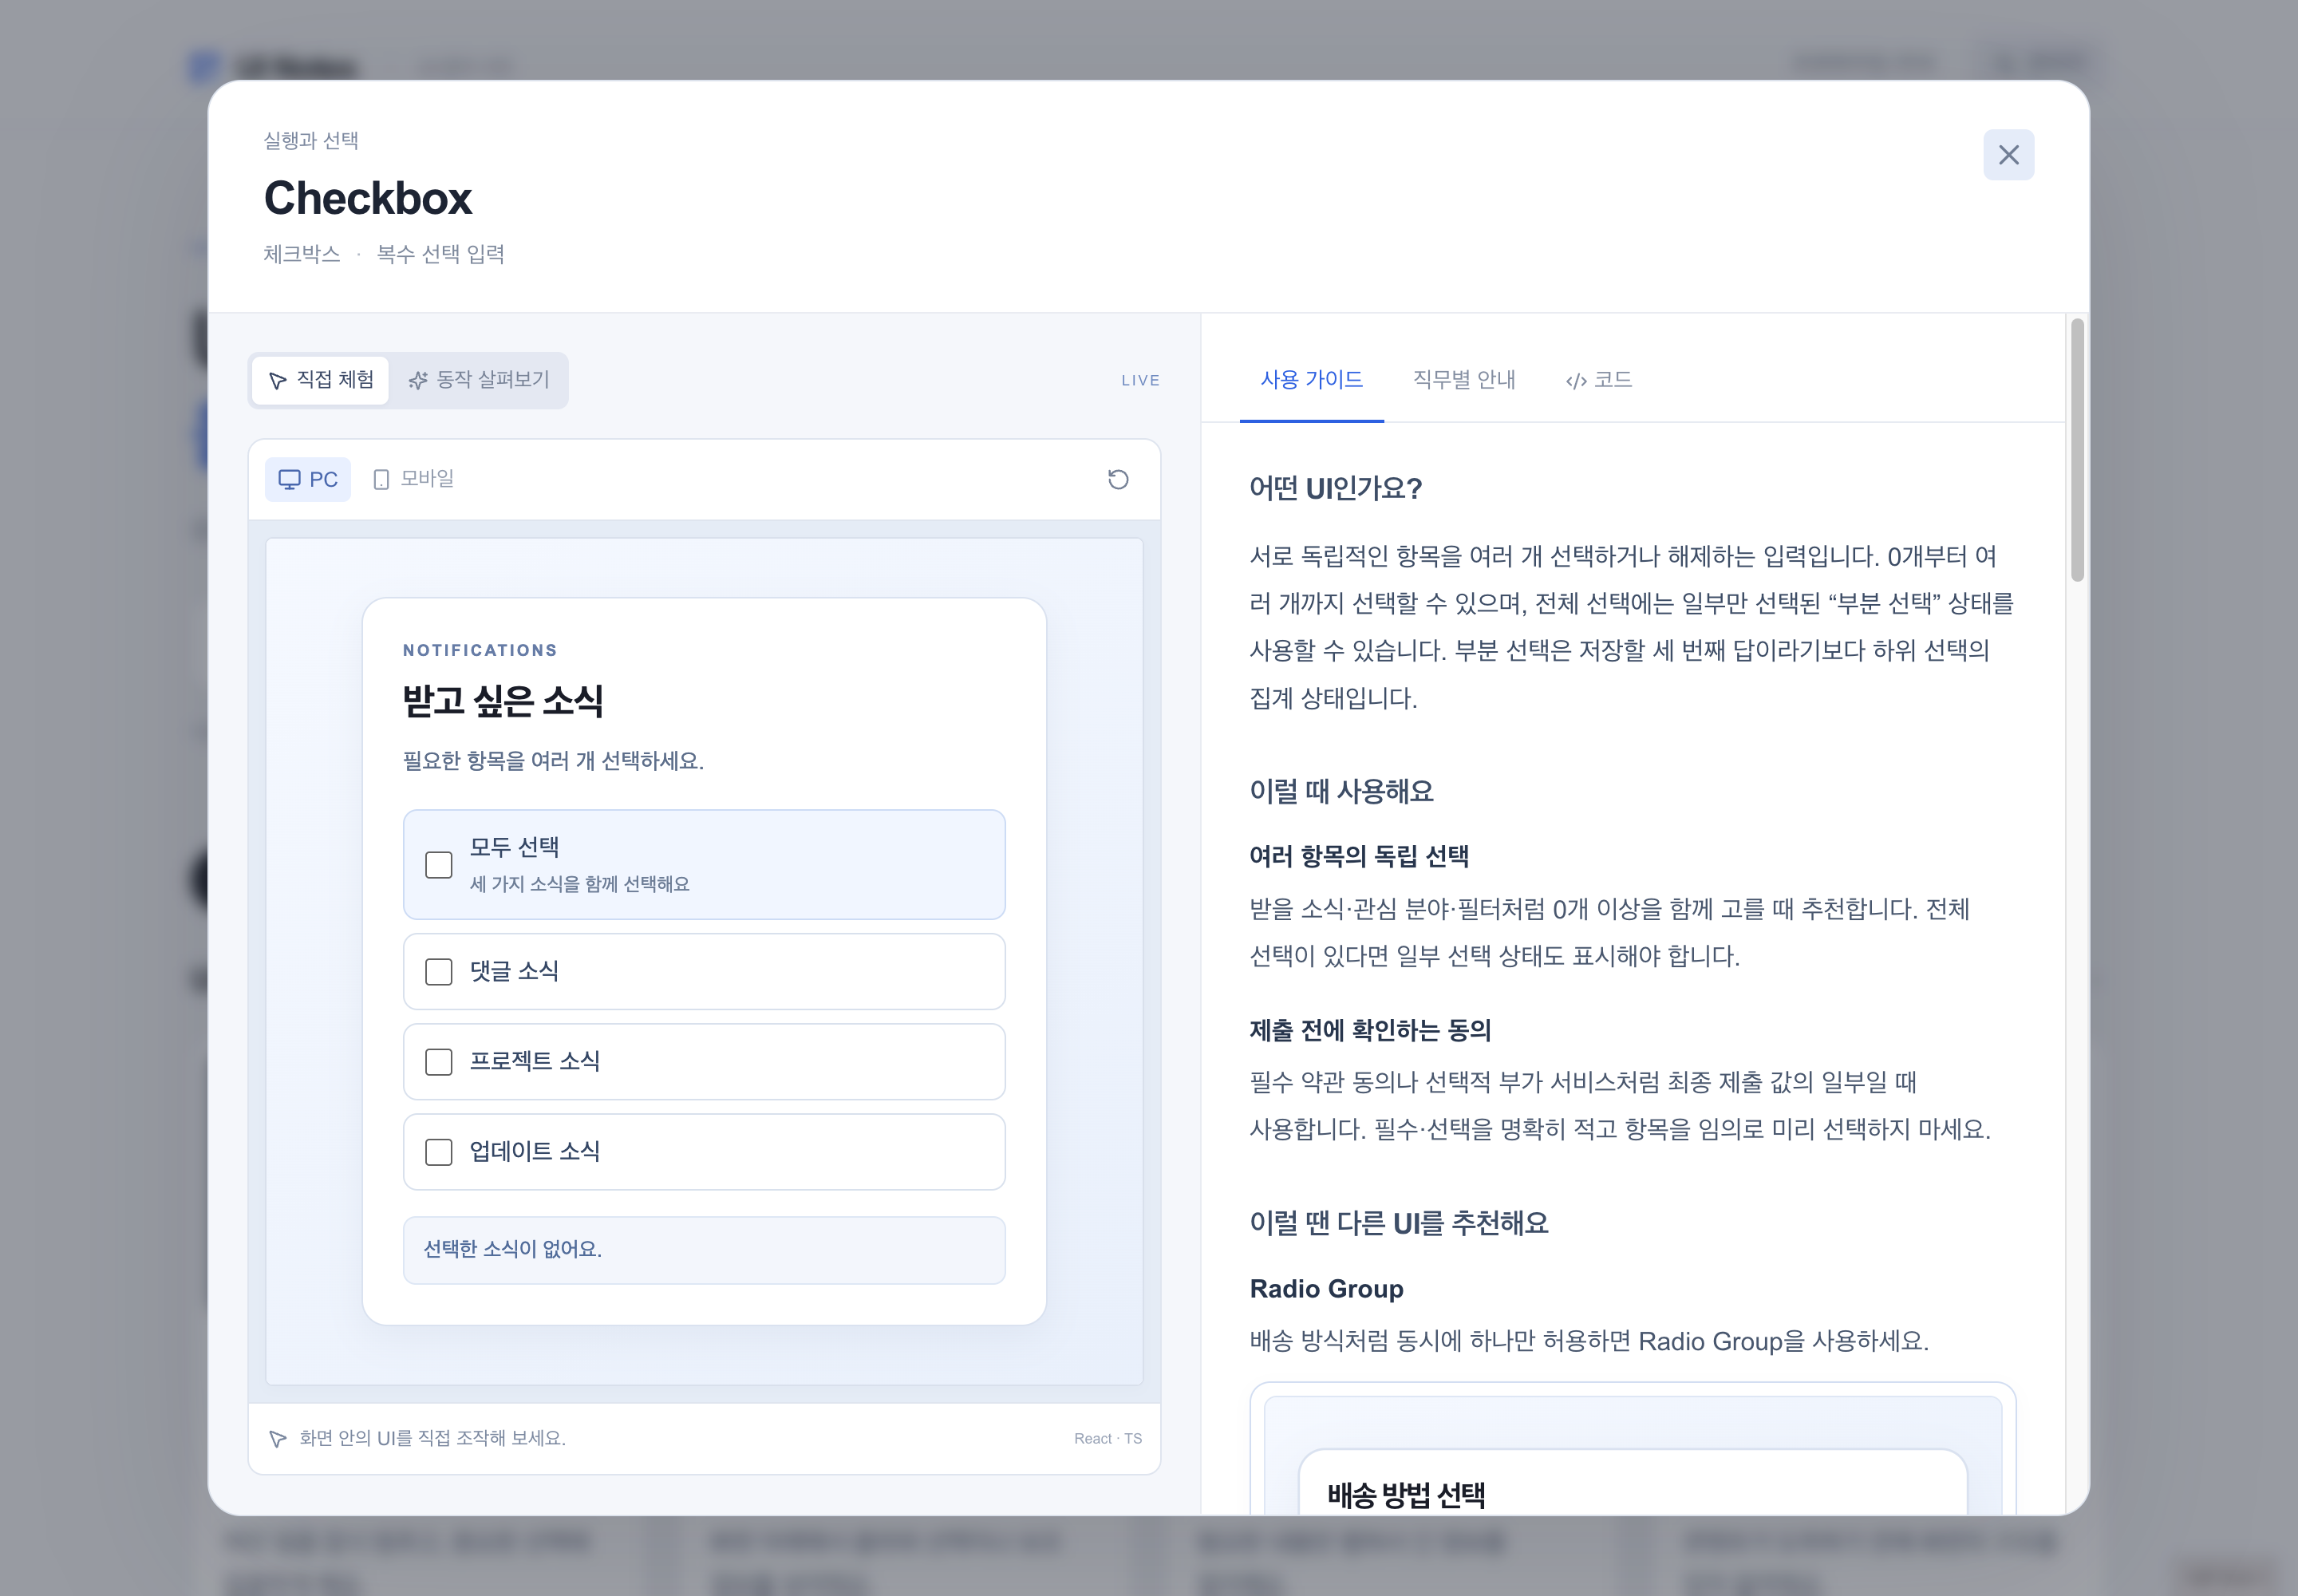 실행과 선택
Checkbox
체크박스 · 복수 선택 입력
직접 체험
동작 살펴보기
LIVE
PC
모바일
NOTIFICATIONS
받고 싶은 소식
필요한 항목을 여러 개 선택하세요.
모두 선택
세 가지 소식을 함께 선택해요
댓글 소식
프로젝트 소식
업데이트 소식
선택한 소식이 없어요.
화면 안의 UI를 직접 조작해 보세요.
React · TS
사용 가이드
직무별 안내
코드
어떤 UI인가요?
서로 독립적인 항목을 여러 개 선택하거나 해제하는 입력입니다. 0개부터 여
러 개까지 선택할 수 있으며, 전체 선택에는 일부만 선택된 “부분 선택” 상태를
사용할 수 있습니다. 부분 선택은 저장할 세 번째 답이라기보다 하위 선택의
집계 상태입니다.
이럴 때 사용해요
여러 항목의 독립 선택
받을 소식·관심 분야·필터처럼 0개 이상을 함께 고를 때 추천합니다. 전체
선택이 있다면 일부 선택 상태도 표시해야 합니다.
제출 전에 확인하는 동의
필수 약관 동의나 선택적 부가 서비스처럼 최종 제출 값의 일부일 때
사용합니다. 필수·선택을 명확히 적고 항목을 임의로 미리 선택하지 마세요.
이럴 땐 다른 UI를 추천해요
Radio Group
배송 방식처럼 동시에 하나만 허용하면 Radio Group을 사용하세요.
배송 방법 선택